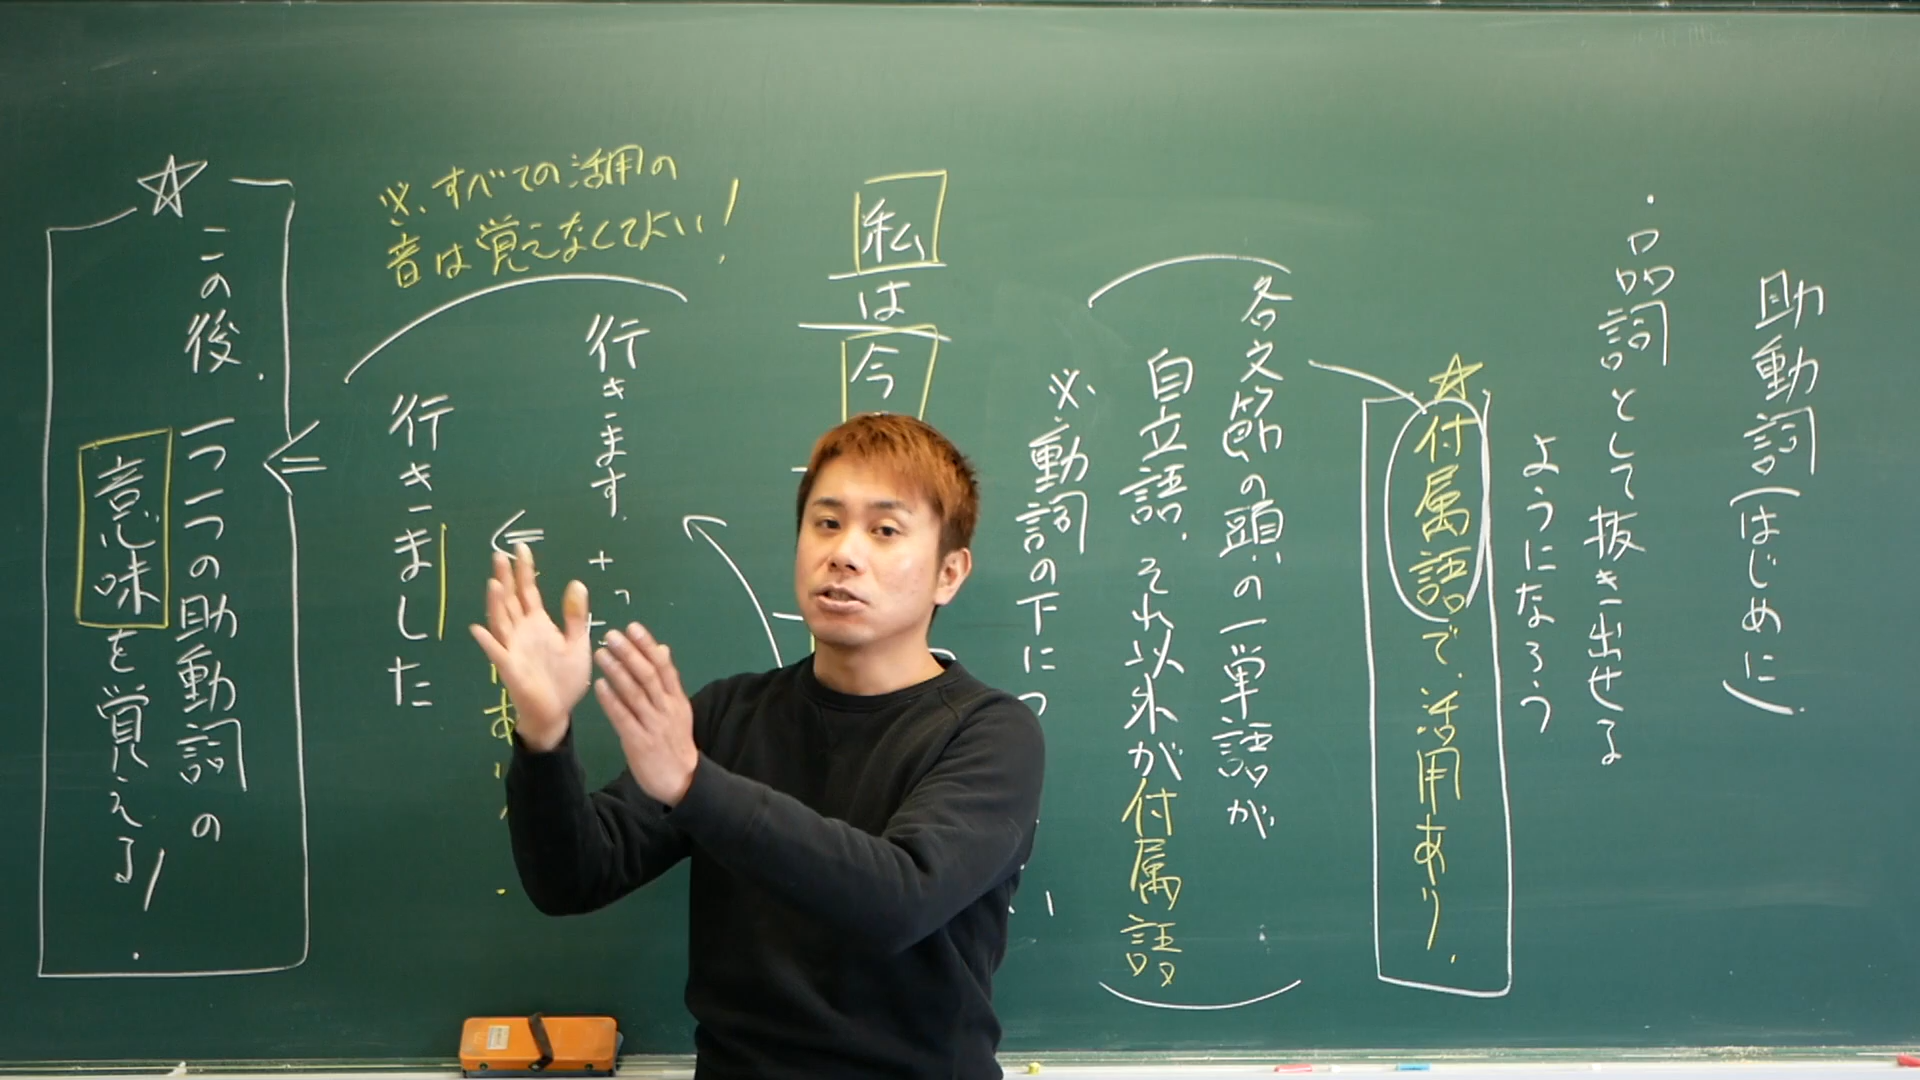 助動詞(はじめに)
・品詞として抜き出せる
ようになろう
☆付属語で、活用あり。
各文節の頭の一単語が
自立語、それ以外が付属語
※動詞の下につ
私は今
※すべての活用の
音は覚えなくてよい!
行きます。+った
行きました
あり
☆この後、一つ一つの助動詞の
意味を覚える!